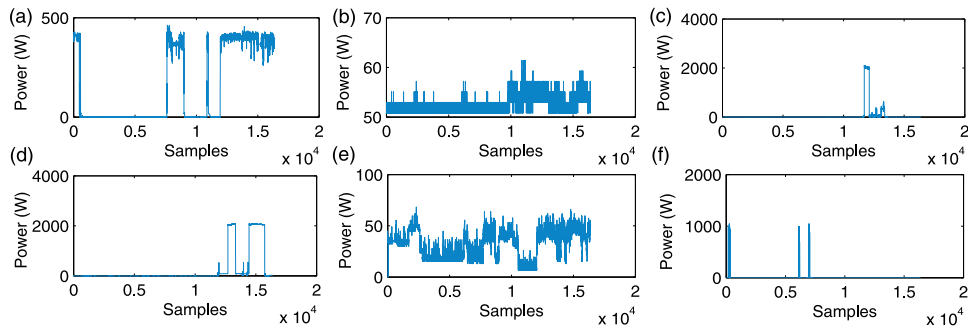 (a)
500
0
Power (W)
0 1 2
Samples
x 10^4
(b)
70
60
50
Power (W)
0 0.5 1 1.5 2
Samples
x 10^4
(c)
4000
2000
0
Power (W)
0 0.5 1 1.5 2
Samples
x 10^4
(d)
4000
2000
0
Power (W)
0 0.5 1 1.5 2
Samples
x 10^4
(e)
100
50
0
Power (W)
0 0.5 1 1.5 2
Samples
x 10^4
(f)
2000
1000
0
Power (W)
0 0.5 1 1.5 2
Samples
x 10^4